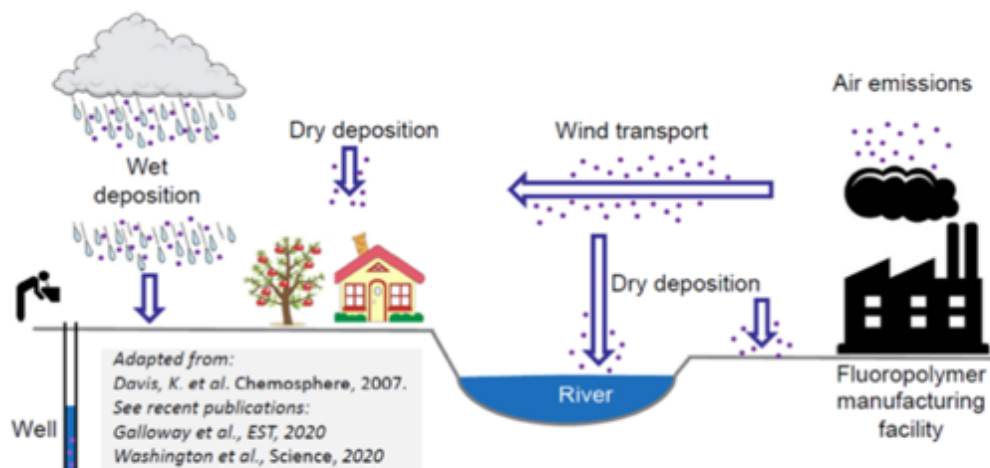 Air emissions
Dry deposition
Wind transport
Wet
deposition
Dry deposition
Adapted from:
Davis, K. et al. Chemosphere, 2007.
See recent publications:
Galloway et al., EST, 2020
Washington et al., Science, 2020
Well
River
Fluoropolymer
manufacturing
facility